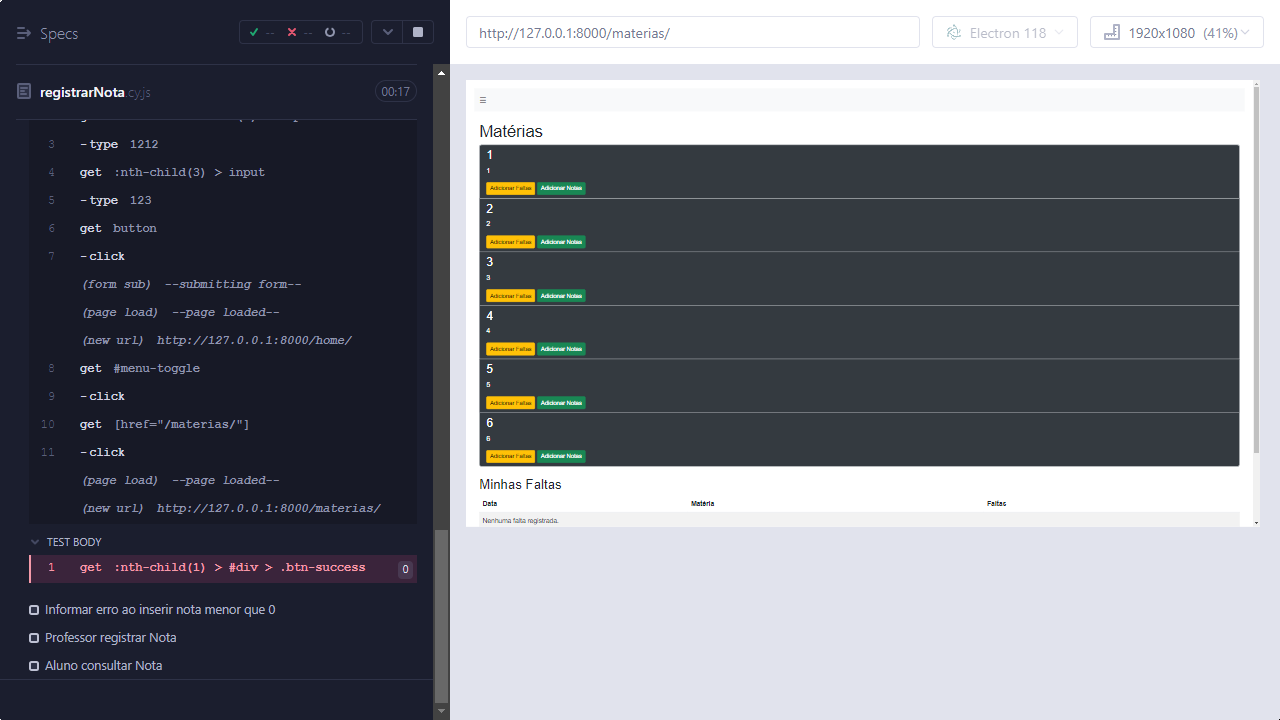 Specs
-- -- --
registrarNota.cy.js
00:17
3 -type 1212
4 get :nth-child(3) > input
5 -type 123
6 get button
7 -click
(form sub) --submitting form--
(page load) --page loaded--
(new url) http://127.0.0.1:8000/home/
8 get #menu-toggle
9 -click
10 get [href="/materias/"]
11 -click
(page load) --page loaded--
(new url) http://127.0.0.1:8000/materias/
TEST BODY
1 get :nth-child(1) > #div > .btn-success 0
Informar erro ao inserir nota menor que 0
Professor registrar Nota
Aluno consultar Nota
http://127.0.0.1:8000/materias/
Electron 118
1920x1080 (41%)
Matérias
1
1
Adicionar Faltas Adicionar Notas
2
2
Adicionar Faltas Adicionar Notas
3
3
Adicionar Faltas Adicionar Notas
4
4
Adicionar Faltas Adicionar Notas
5
5
Adicionar Faltas Adicionar Notas
6
6
Adicionar Faltas Adicionar Notas
Minhas Faltas
Data Matéria Faltas
Nenhuma falta registrada.